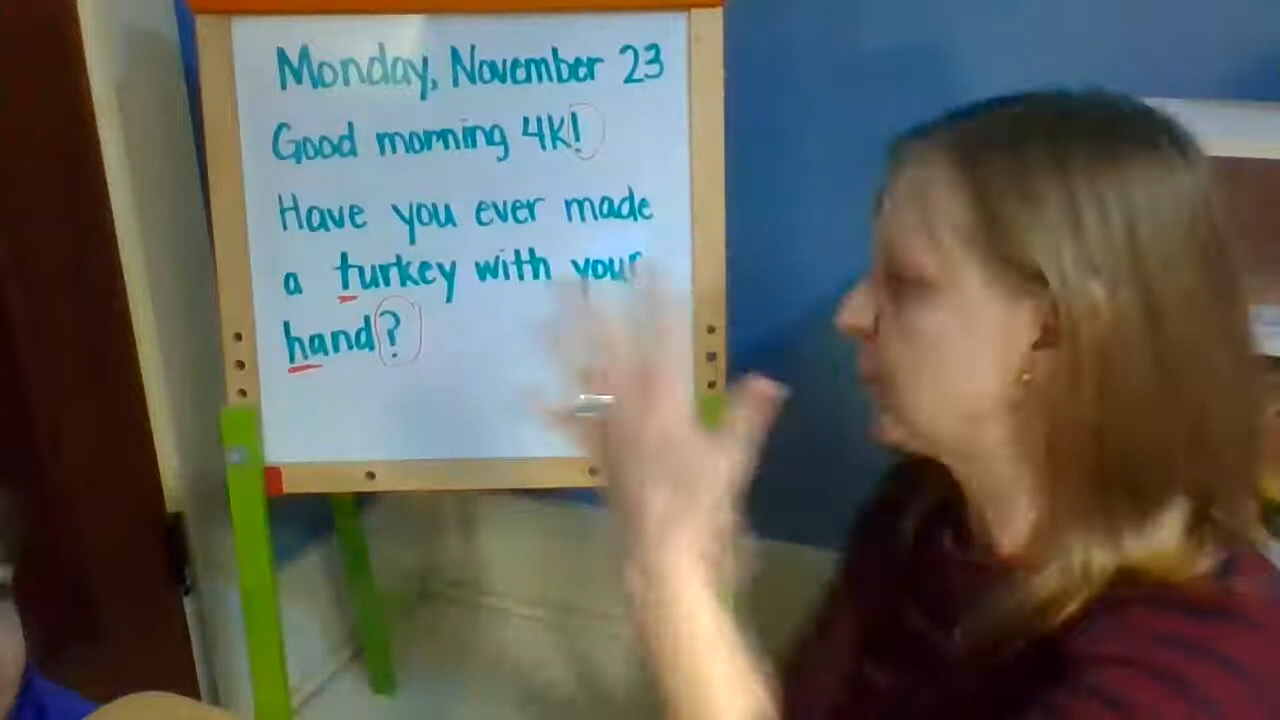 Monday, November 23
Good morning 4K!
Have you ever made
a turkey with your
hand?